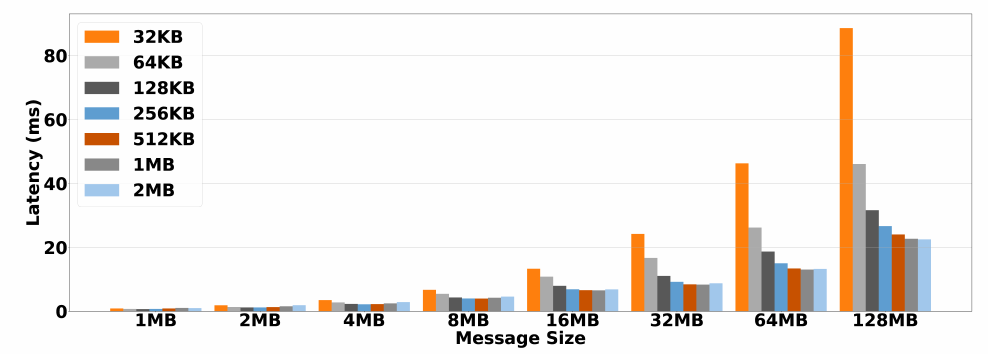 Latency (ms)
80
60
40
20
0
32KB
64KB
128KB
256KB
512KB
1MB
2MB
1MB 2MB 4MB 8MB 16MB 32MB 64MB 128MB
Message Size